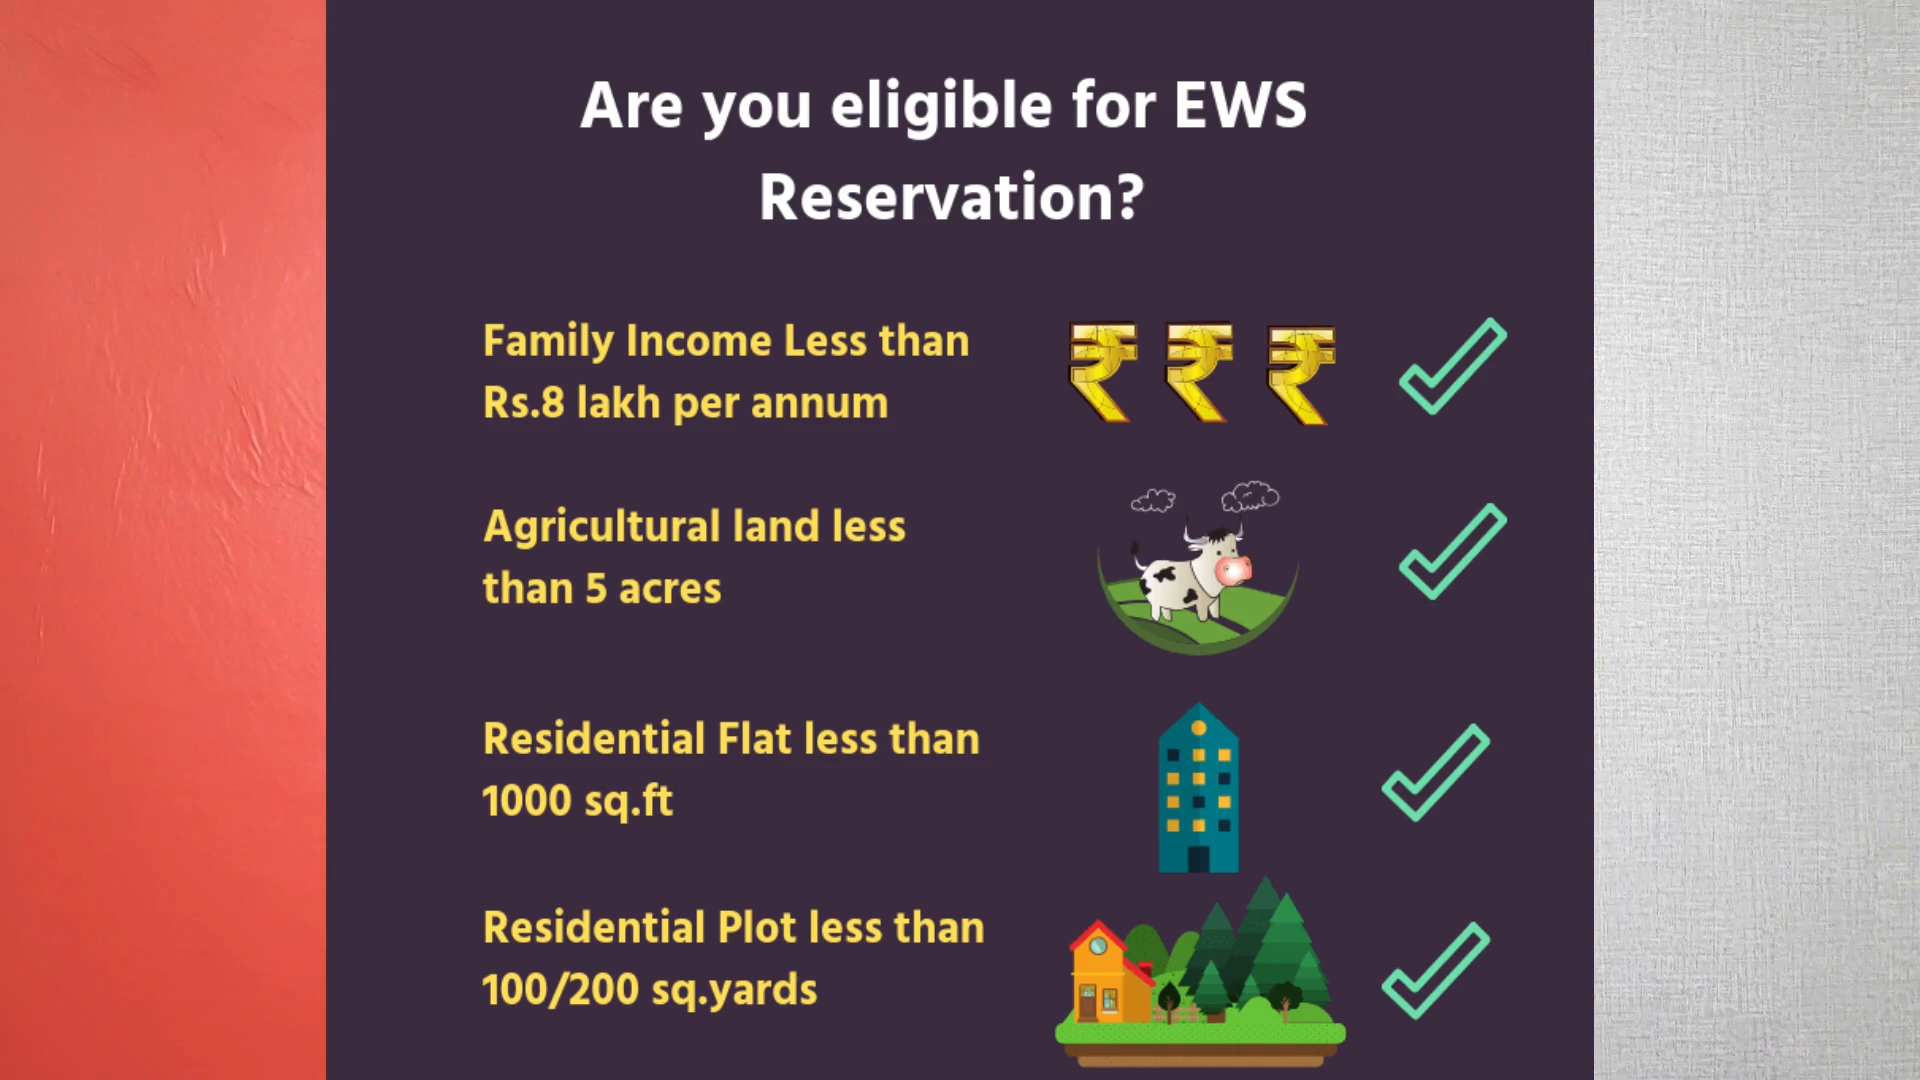 Are you eligible for EWS
Reservation?
Family Income Less than
Rs.8 lakh per annum
Agricultural land less
than 5 acres
Residential Flat less than
1000 sq.ft
Residential Plot less than
100/200 sq.yards